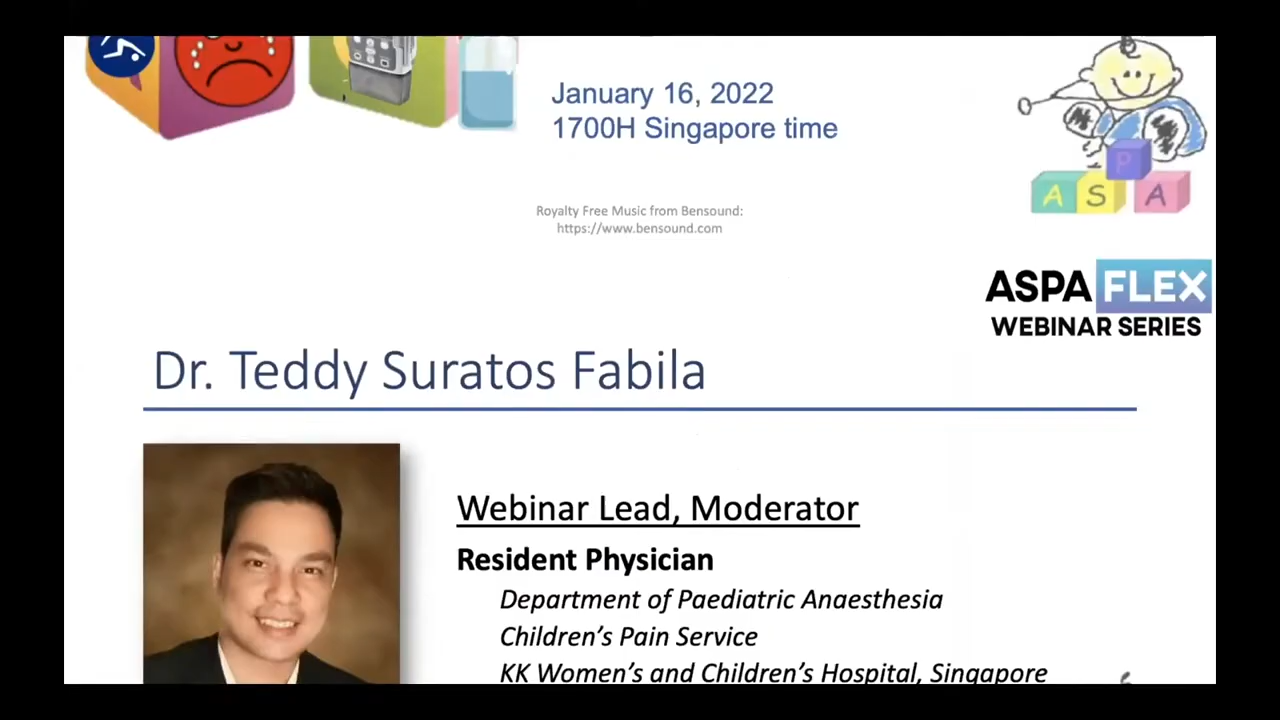 January 16, 2022
1700H Singapore time
P
A S A
Royalty Free Music from Bensound:
https://www.bensound.com
ASPA FLEX
WEBINAR SERIES
Dr. Teddy Suratos Fabila
Webinar Lead, Moderator
Resident Physician
Department of Paediatric Anaesthesia
Children’s Pain Service
KK Women’s and Children’s Hospital, Singapore